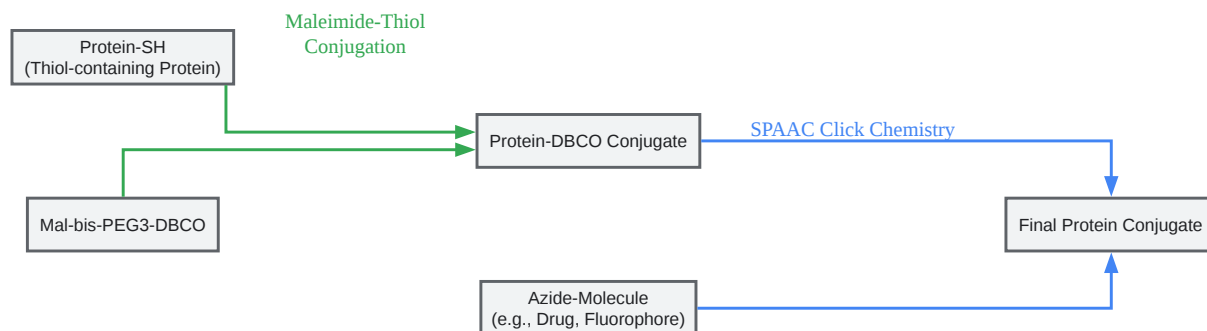 Maleimide-Thiol
Conjugation
Protein-SH
(Thiol-containing Protein)
Protein-DBCO Conjugate
SPAAC Click Chemistry
Mal-bis-PEG3-DBCO
Final Protein Conjugate
Azide-Molecule
(e.g., Drug, Fluorophore)